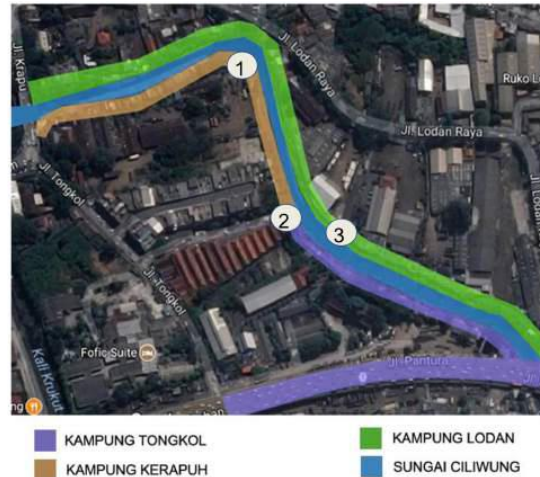 Jl. Krapu
Jl. Lodan Raya
1
Ruko L
Jl. Lodan Raya
Jl. Tongkol
2
3
Jl. Tongkol
Fofic Suite
Jl. Pantura
Kali Krukut
ng
KAMPUNG TONGKOL
KAMPUNG LODAN
KAMPUNG KERAPUH
SUNGAI CILIWUNG